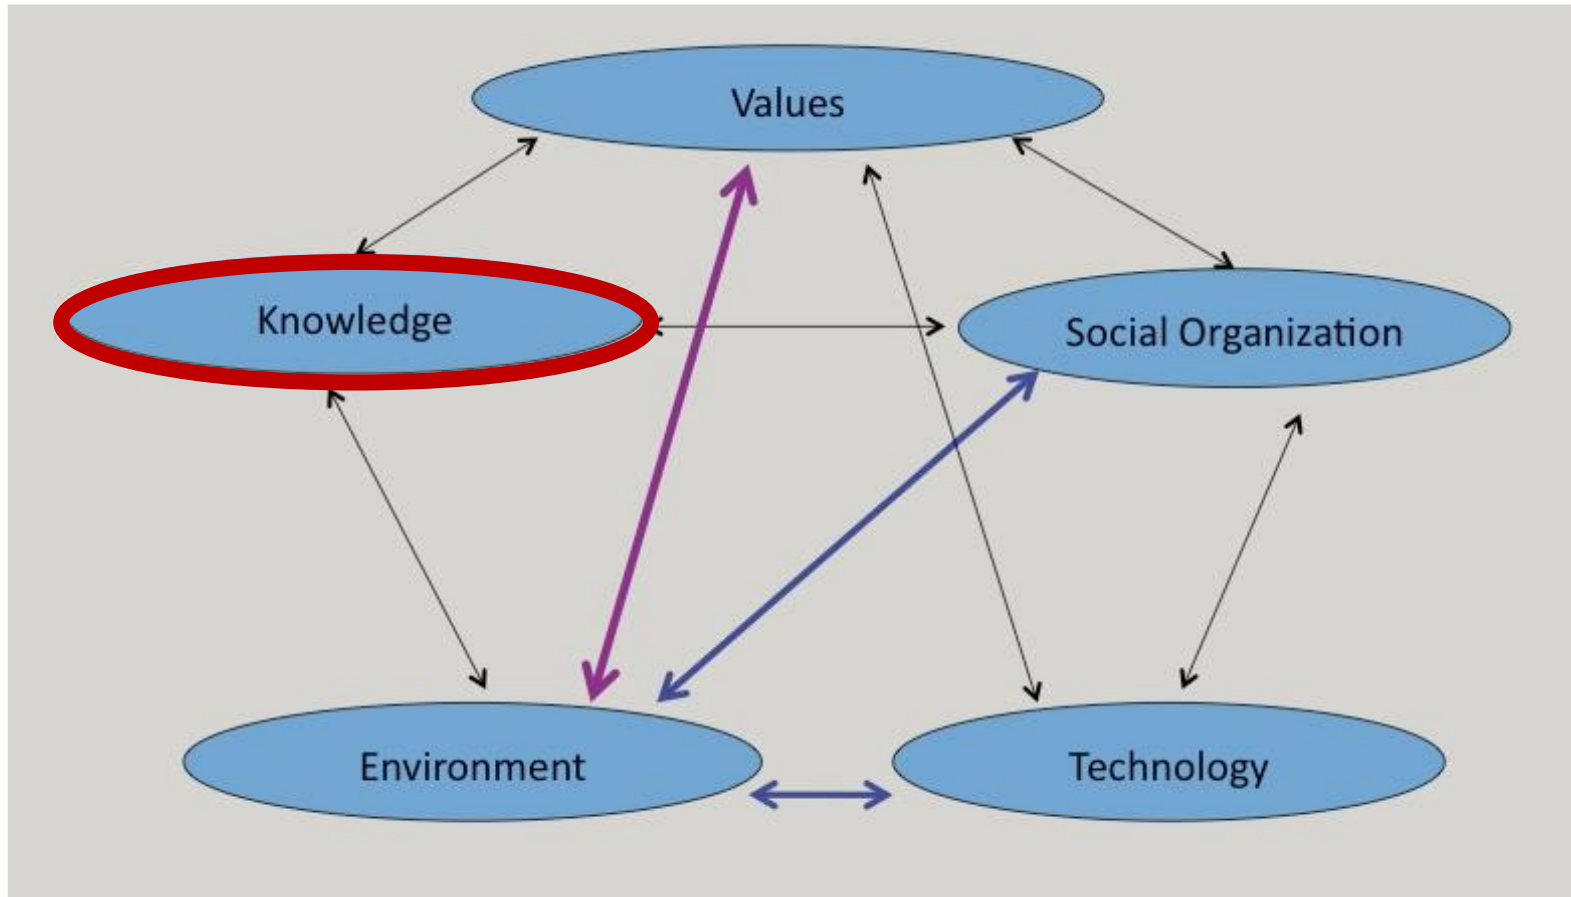 Values
Knowledge
Social Organization
Environment
Technology